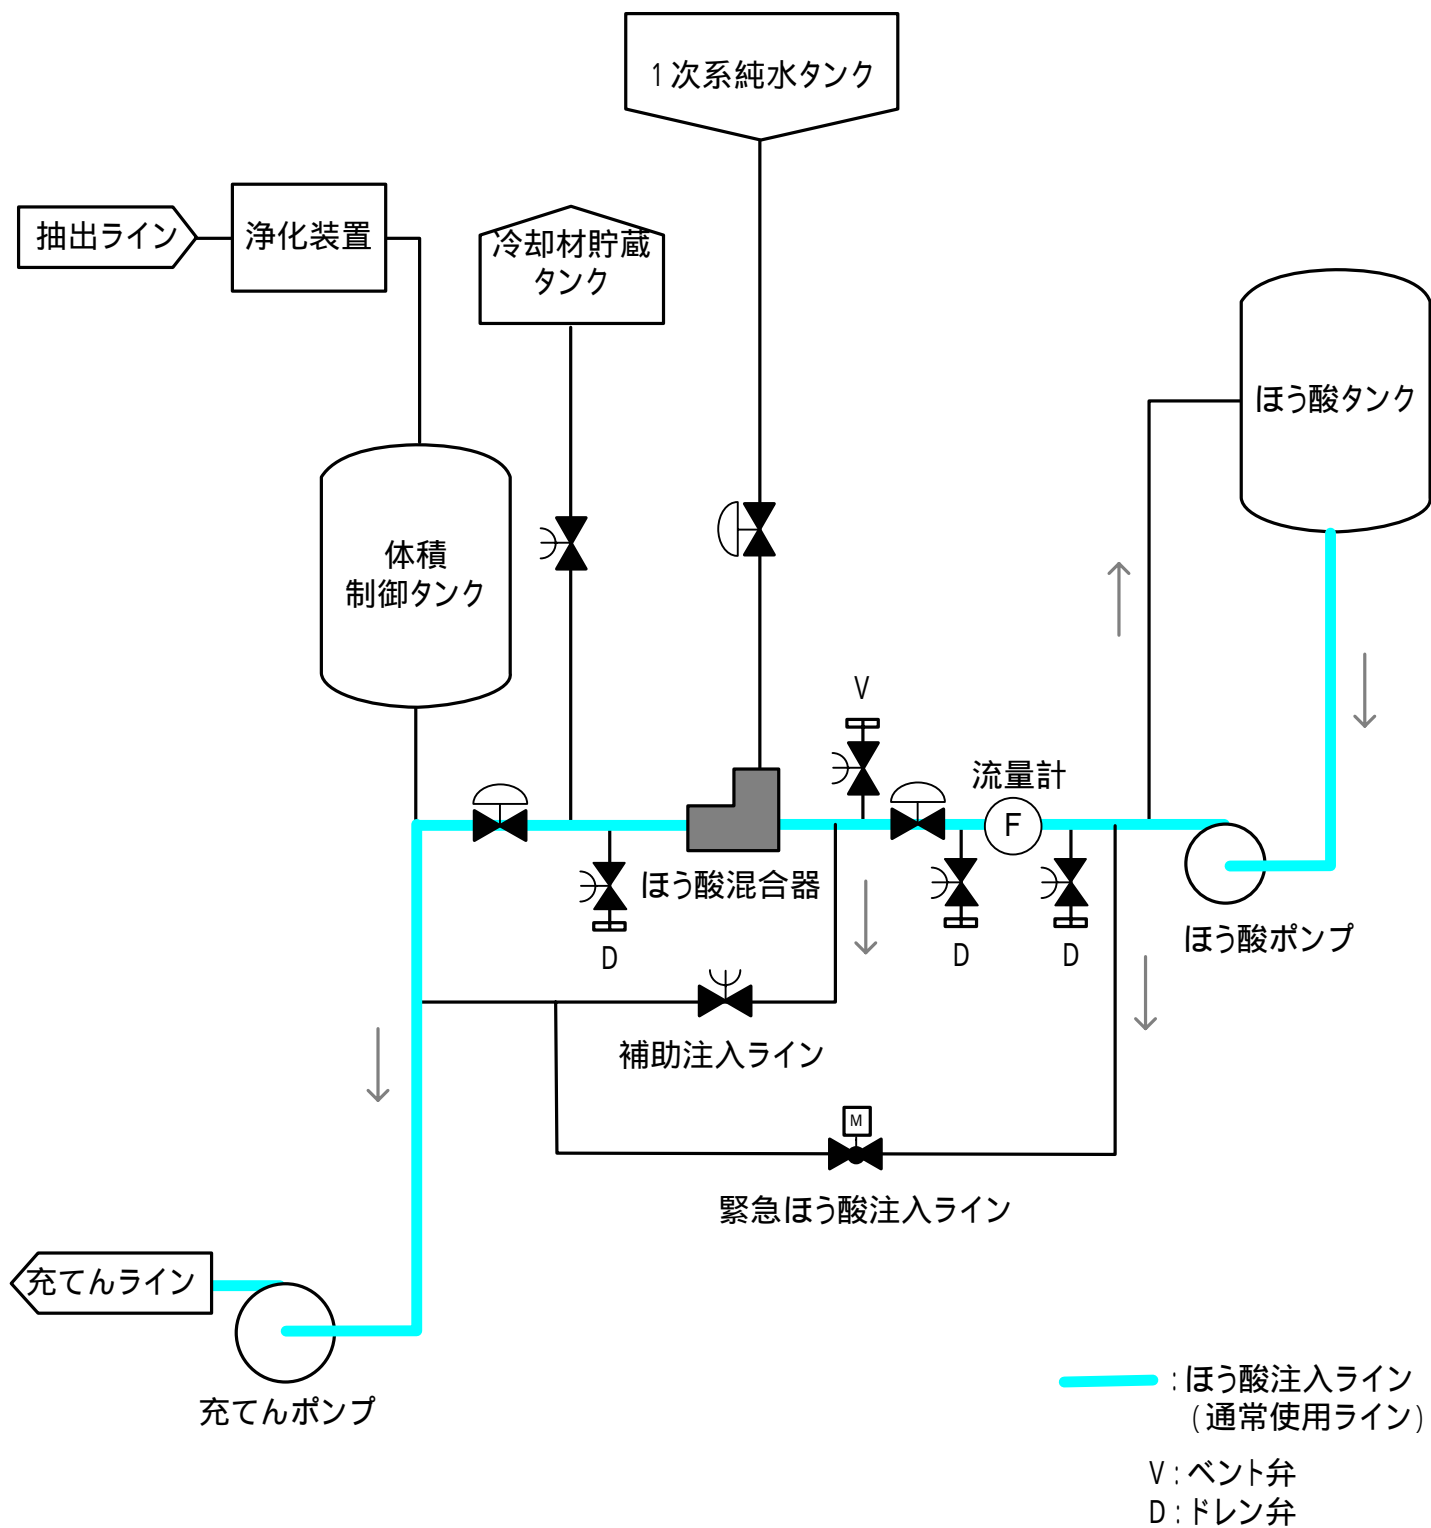 1次系純水タンク
抽出ライン
浄化装置
冷却材貯蔵
タンク
ほう酸タンク
体積
制御タンク
V
流量計
F
ほう酸混合器
D
D
D
ほう酸ポンプ
補助注入ライン
M
緊急ほう酸注入ライン
充てんライン
充てんポンプ
:ほう酸注入ライン
(通常使用ライン)
V:ベント弁
D:ドレン弁